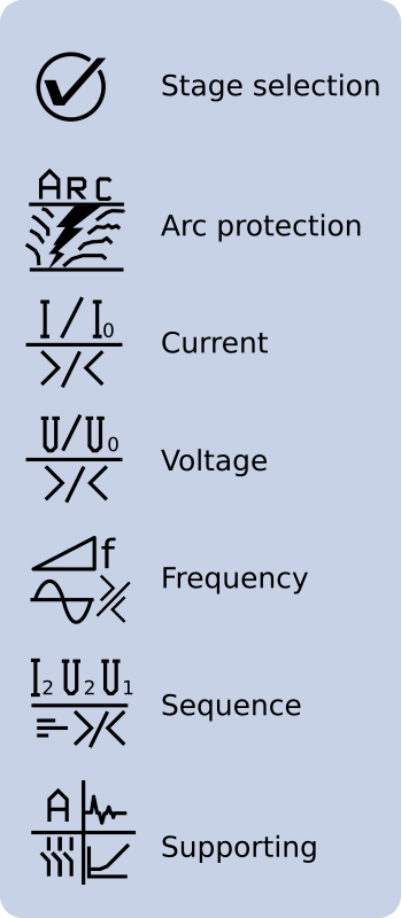 Stage selection
ARC
Arc protection
I/I0
>/<
Current
U/U0
>/<
Voltage
f
>/<
Frequency
I2 U2 U1
>/<
Sequence
A
Supporting